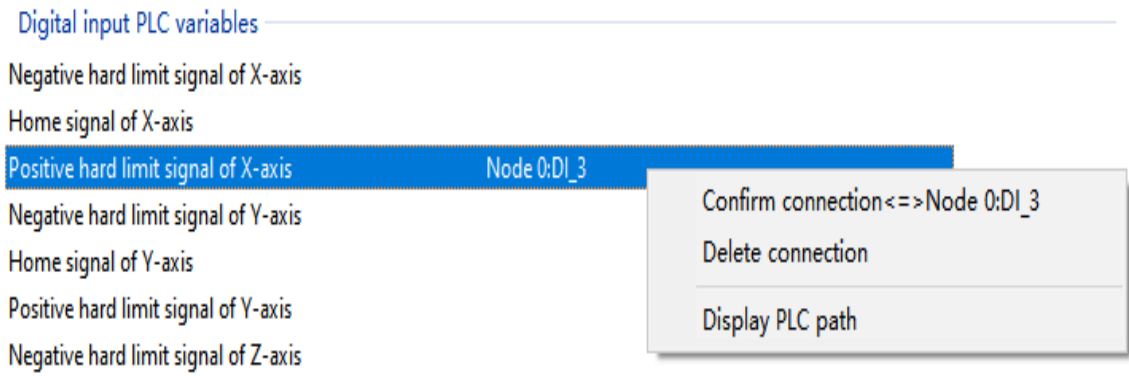 Digital input PLC variables
Negative hard limit signal of X-axis
Home signal of X-axis
Positive hard limit signal of X-axis Node 0:DI_3
Negative hard limit signal of Y-axis
Home signal of Y-axis
Positive hard limit signal of Y-axis
Negative hard limit signal of Z-axis
Confirm connection<=>Node 0:DI_3
Delete connection
Display PLC path